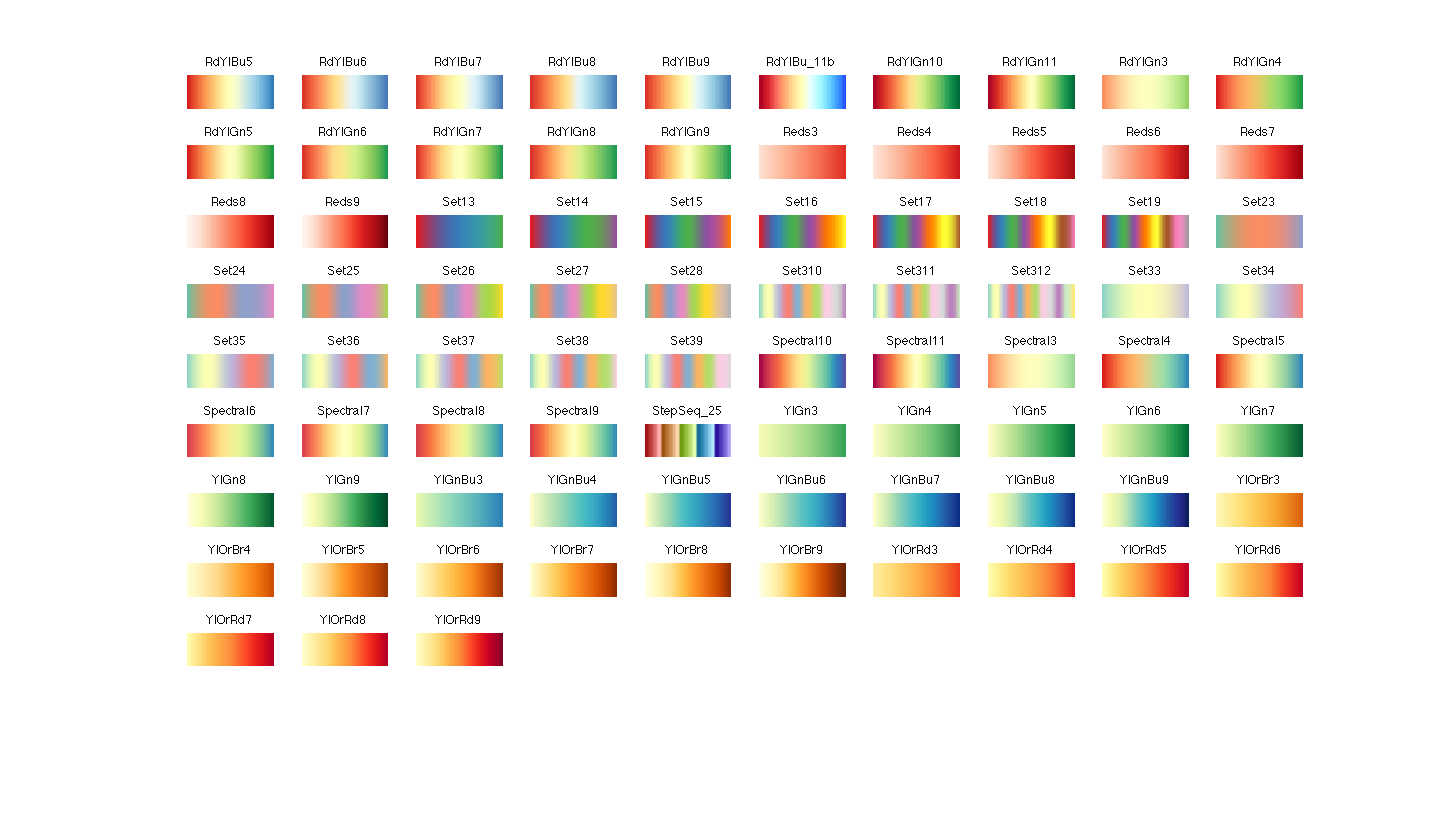 RdYlBu5 RdYlBu6 RdYlBu7 RdYlBu8 RdYlBu9 RdYlBu_11b RdYlGn10 RdYlGn11 RdYlGn3 RdYlGn4
RdYlGn5 RdYlGn6 RdYlGn7 RdYlGn8 RdYlGn9 Reds3 Reds4 Reds5 Reds6 Reds7
Reds8 Reds9 Set13 Set14 Set15 Set16 Set17 Set18 Set19 Set23
Set24 Set25 Set26 Set27 Set28 Set310 Set311 Set312 Set33 Set34
Set35 Set36 Set37 Set38 Set39 Spectral10 Spectral11 Spectral3 Spectral4 Spectral5
Spectral6 Spectral7 Spectral8 Spectral9 StepSeq_25 YlGn3 YlGn4 YlGn5 YlGn6 YlGn7
YlGn8 YlGn9 YlGnBu3 YlGnBu4 YlGnBu5 YlGnBu6 YlGnBu7 YlGnBu8 YlGnBu9 YlOrBr3
YlOrBr4 YlOrBr5 YlOrBr6 YlOrBr7 YlOrBr8 YlOrBr9 YlOrRd3 YlOrRd4 YlOrRd5 YlOrRd6
YlOrRd7 YlOrRd8 YlOrRd9